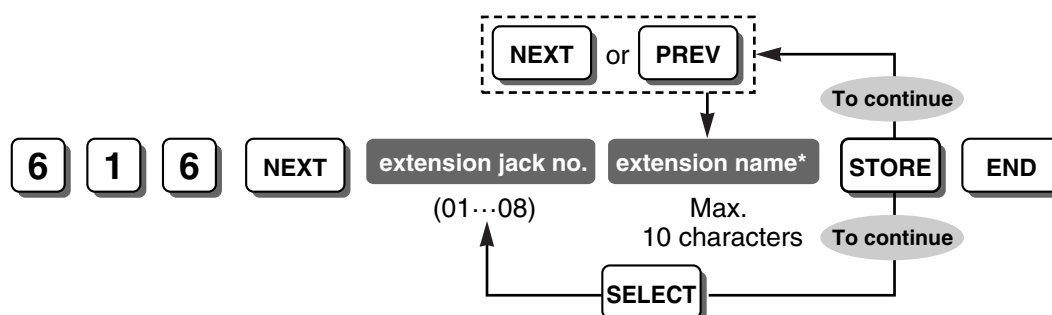 NEXT or PREV
To continue
6 1 6 NEXT extension jack no. extension name* STORE END
(01···08) Max.
10 characters To continue
SELECT